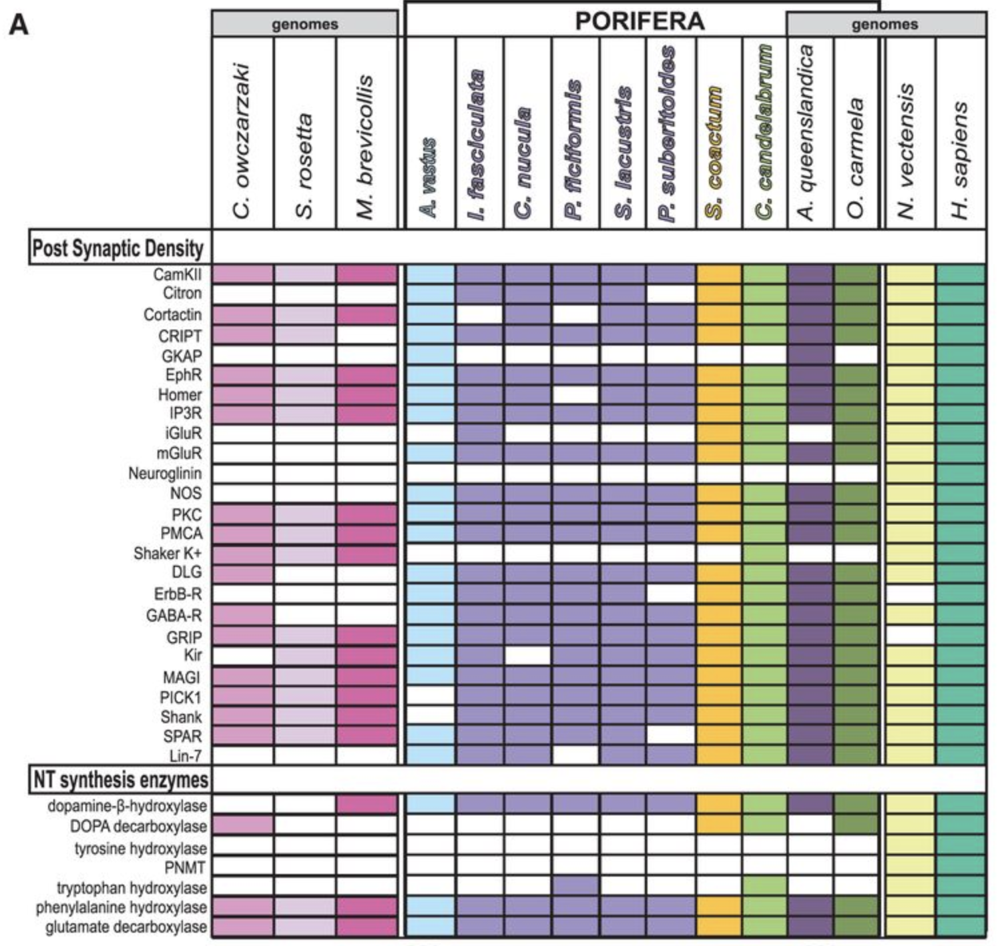 A
genomes
PORIFERA
genomes
C. owczarzaki
S. rosetta
M. brevicollis
A. vastus
I. fasciculata
C. nucula
P. ficiformis
S. lacustris
P. suberitoides
S. coactum
C. candelabrum
A. queenslandica
O. carmela
N. vectensis
H. sapiens
Post Synaptic Density
CamKII
Citron
Cortactin
CRIPT
GKAP
EphR
Homer
IP3R
iGluR
mGluR
Neuroglinin
NOS
PKC
PMCA
Shaker K+
DLG
ErbB-R
GABA-R
GRIP
Kir
MAGI
PICK1
Shank
SPAR
Lin-7
NT synthesis enzymes
dopamine-β-hydroxylase
DOPA decarboxylase
tyrosine hydroxylase
PNMT
tryptophan hydroxylase
phenylalanine hydroxylase
glutamate decarboxylase